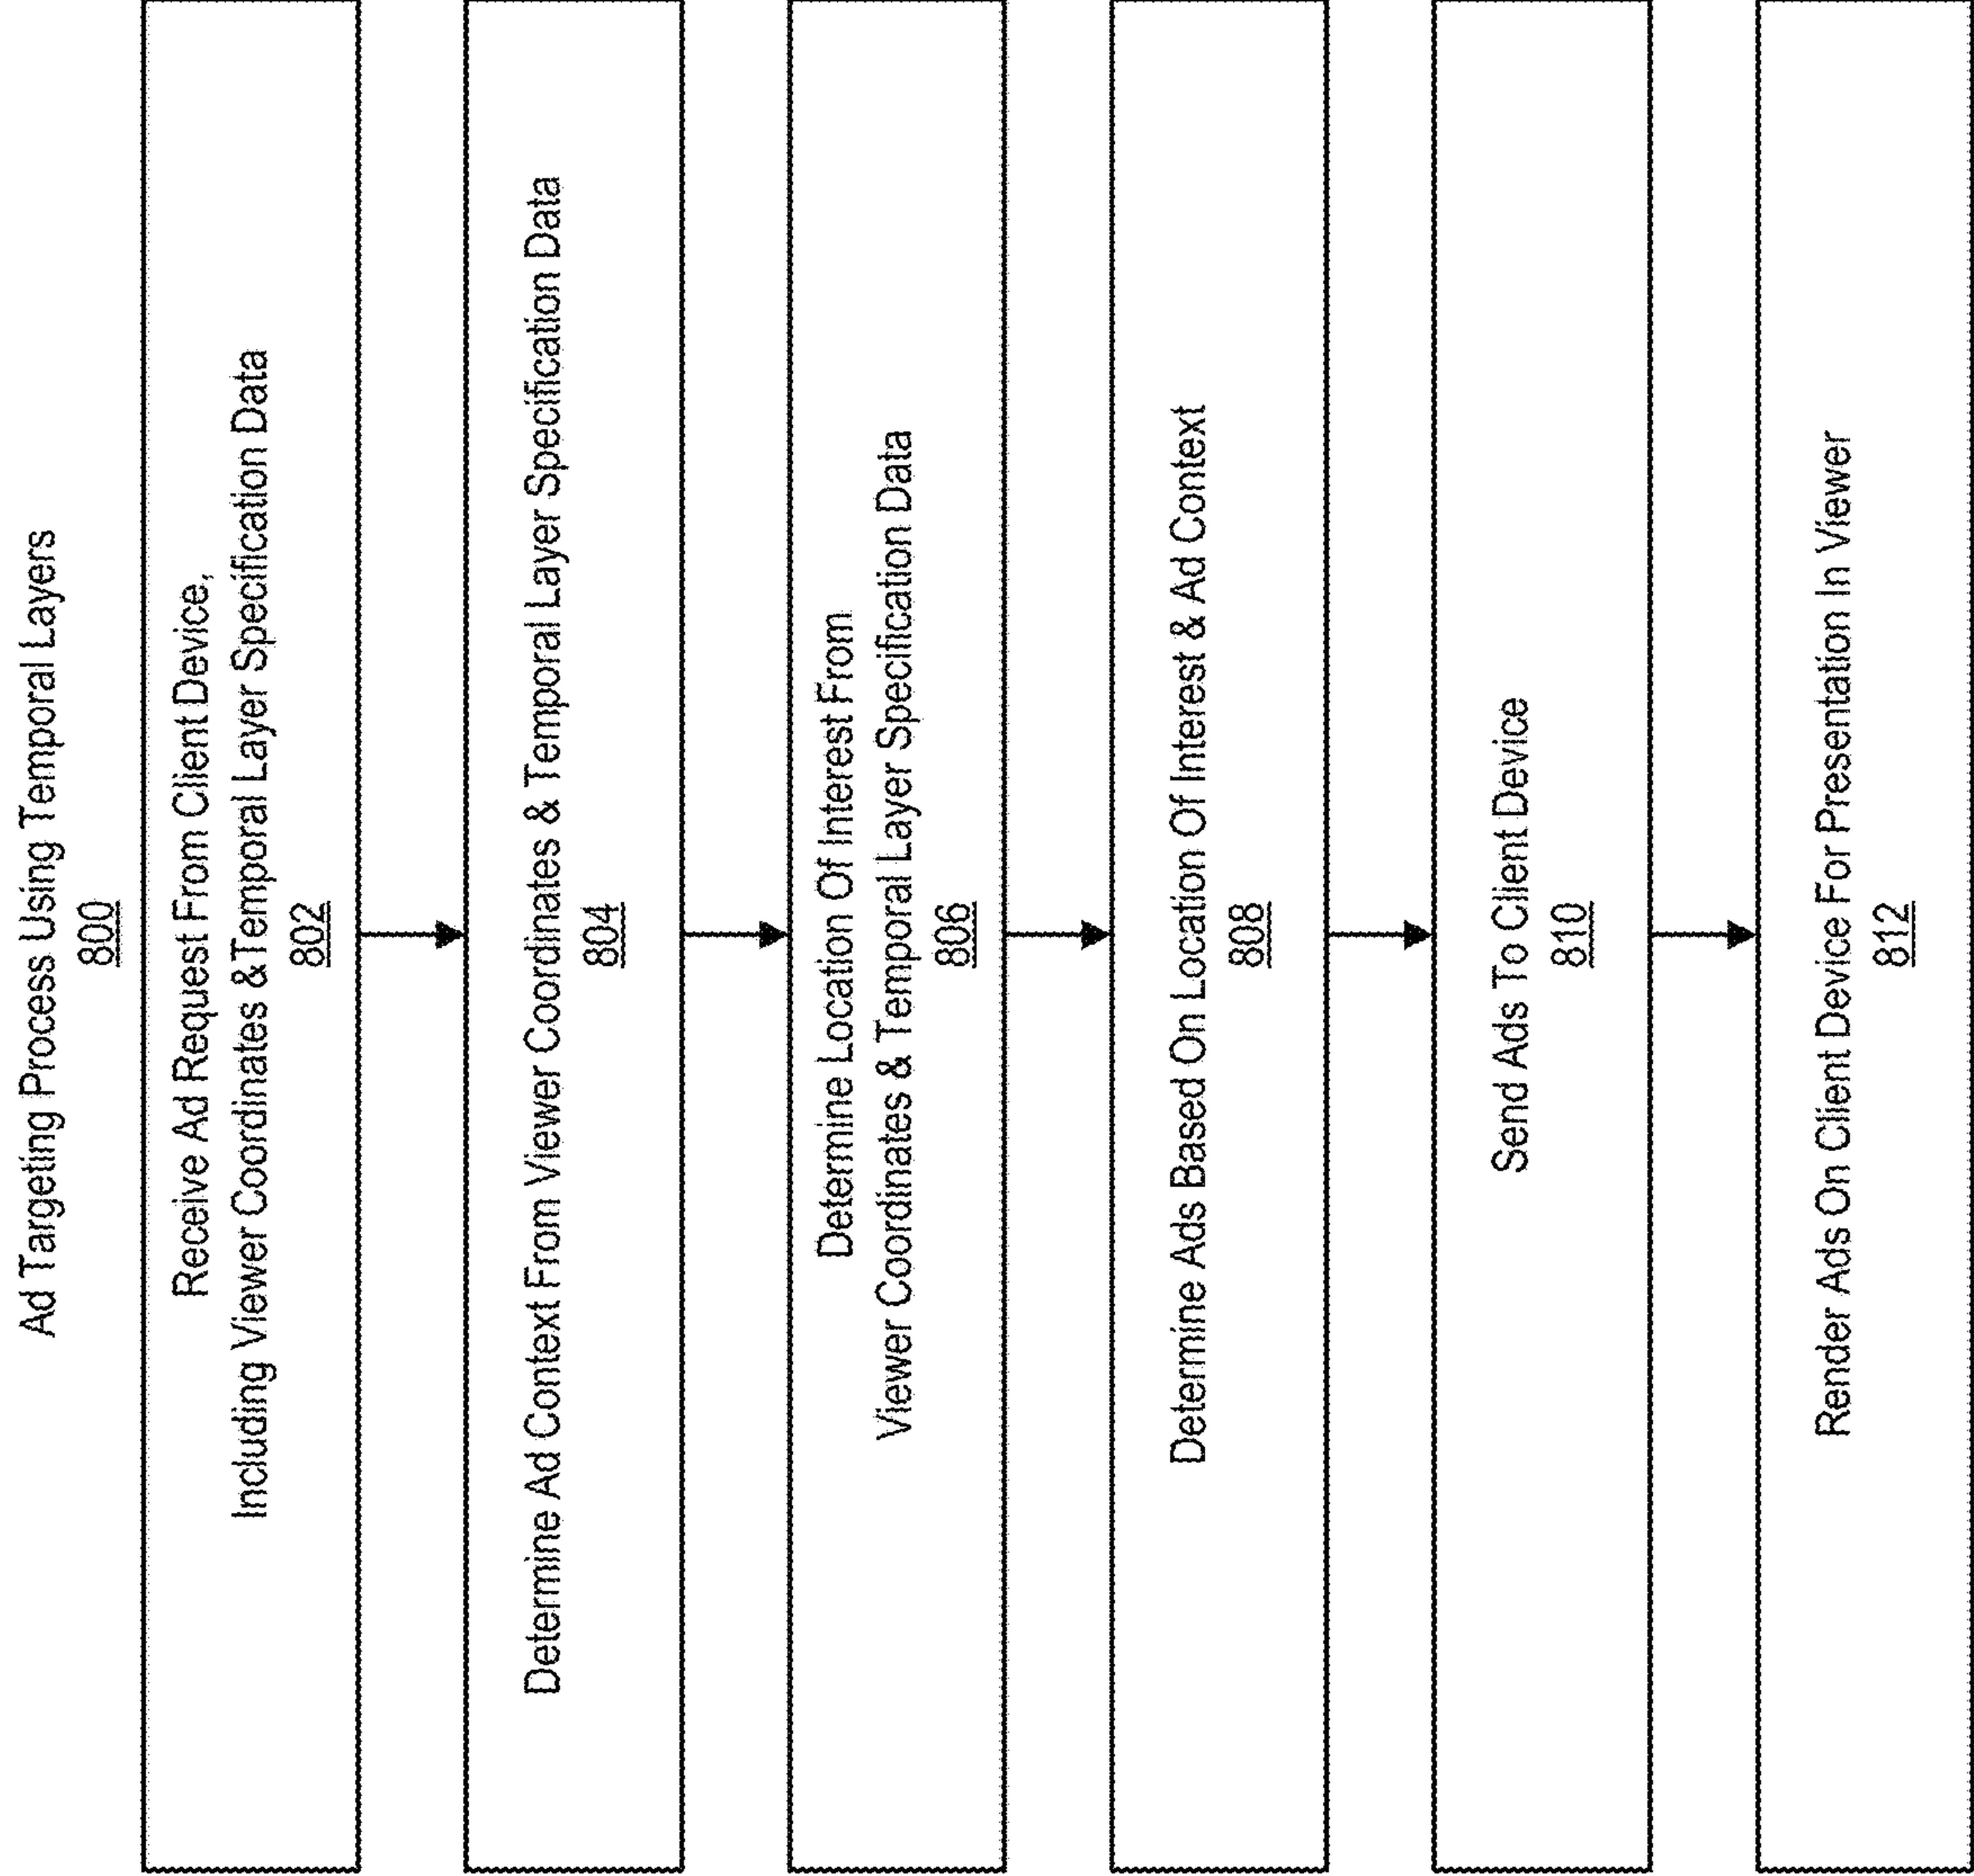 Ad Targeting Process Using Temporal Layers
800
Receive Ad Request From Client Device,
Including Viewer Coordinates &Temporal Layer Specification Data
802
Determine Ad Context From Viewer Coordinates & Temporal Layer Specification Data
804
Determine Location Of Interest From
Viewer Coordinates & Temporal Layer Specification Data
806
Determine Ads Based On Location Of Interest & Ad Context
808
Send Ads To Client Device
810
Render Ads On Client Device For Presentation In Viewer
812